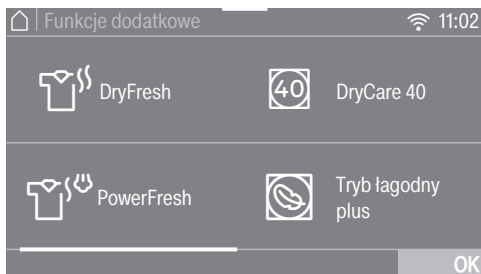 Funkcje dodatkowe 11:02
DryFresh
40 DryCare 40
PowerFresh
Tryb łagodny
plus
OK